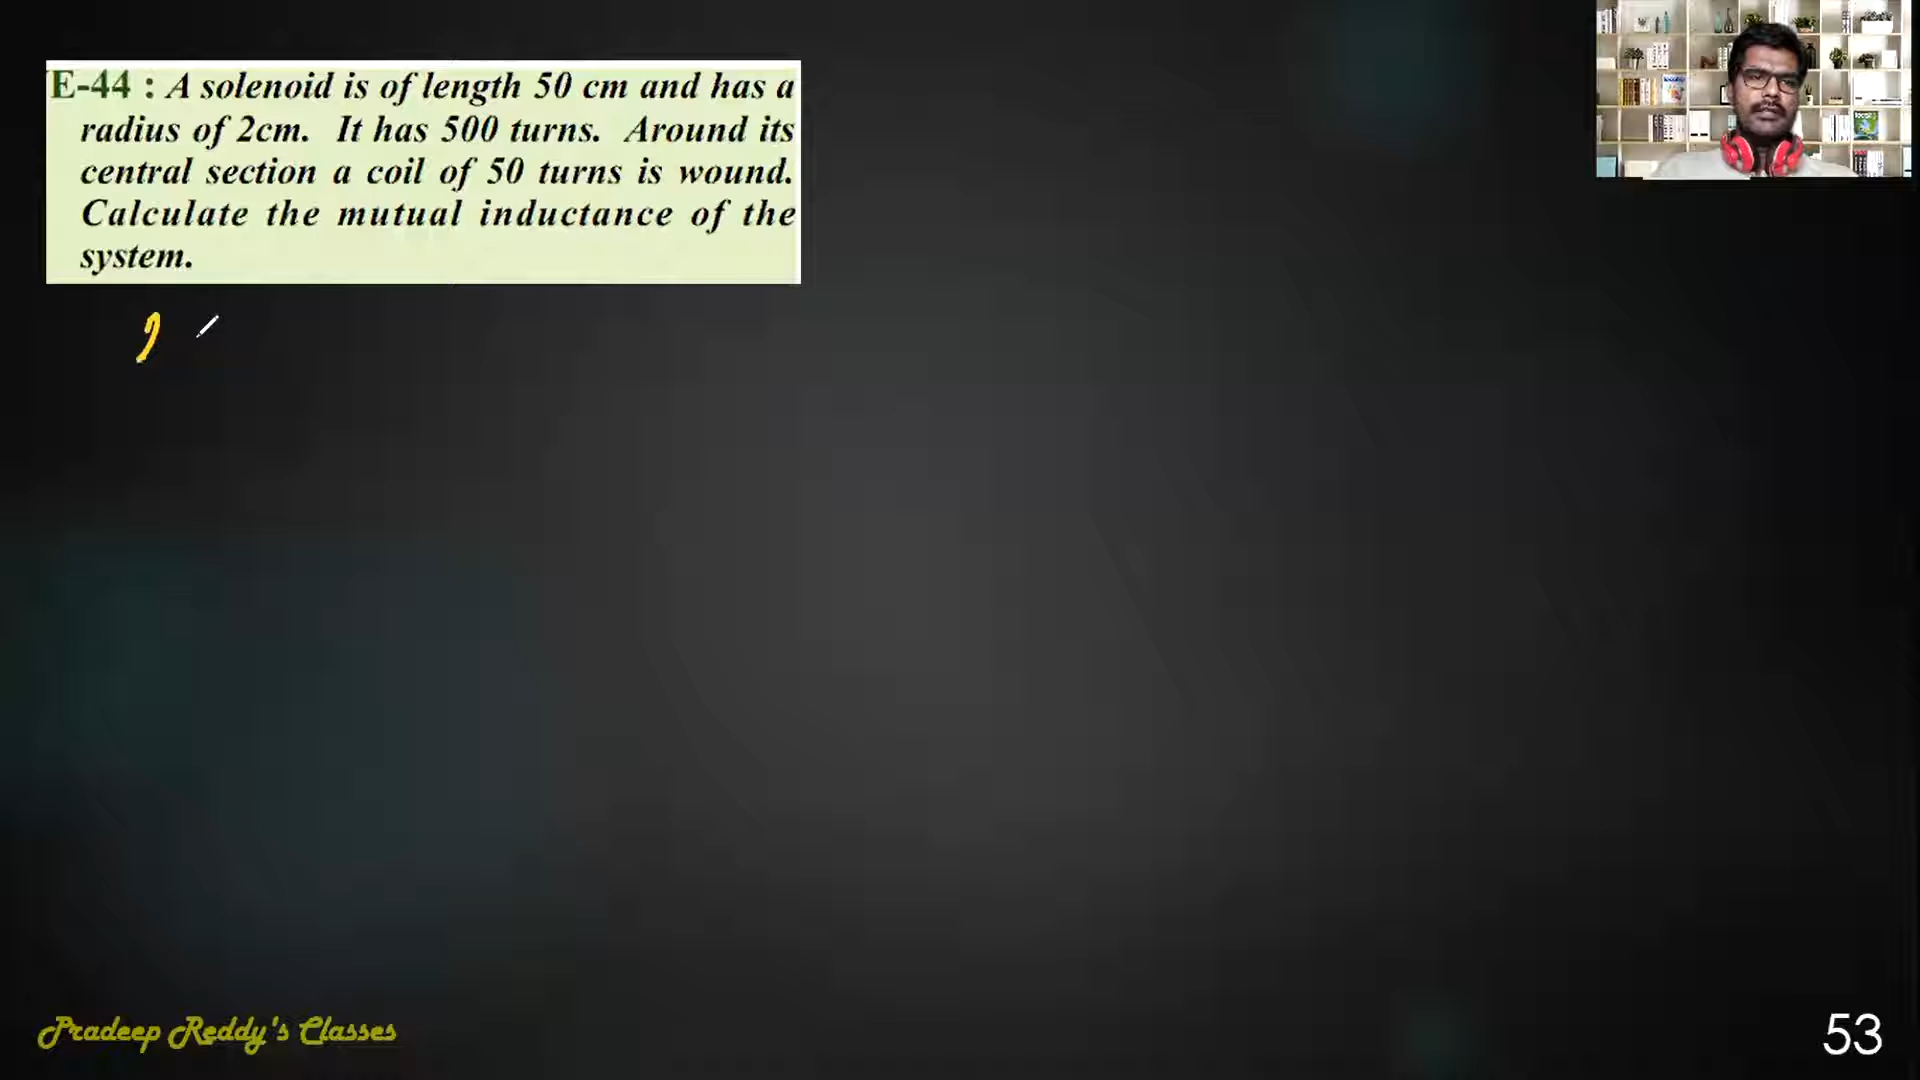 E-44 : A solenoid is of length 50 cm and has a
radius of 2cm. It has 500 turns. Around its
central section a coil of 50 turns is wound.
Calculate the mutual inductance of the
system.
Pradeep Reddy's Classes
53